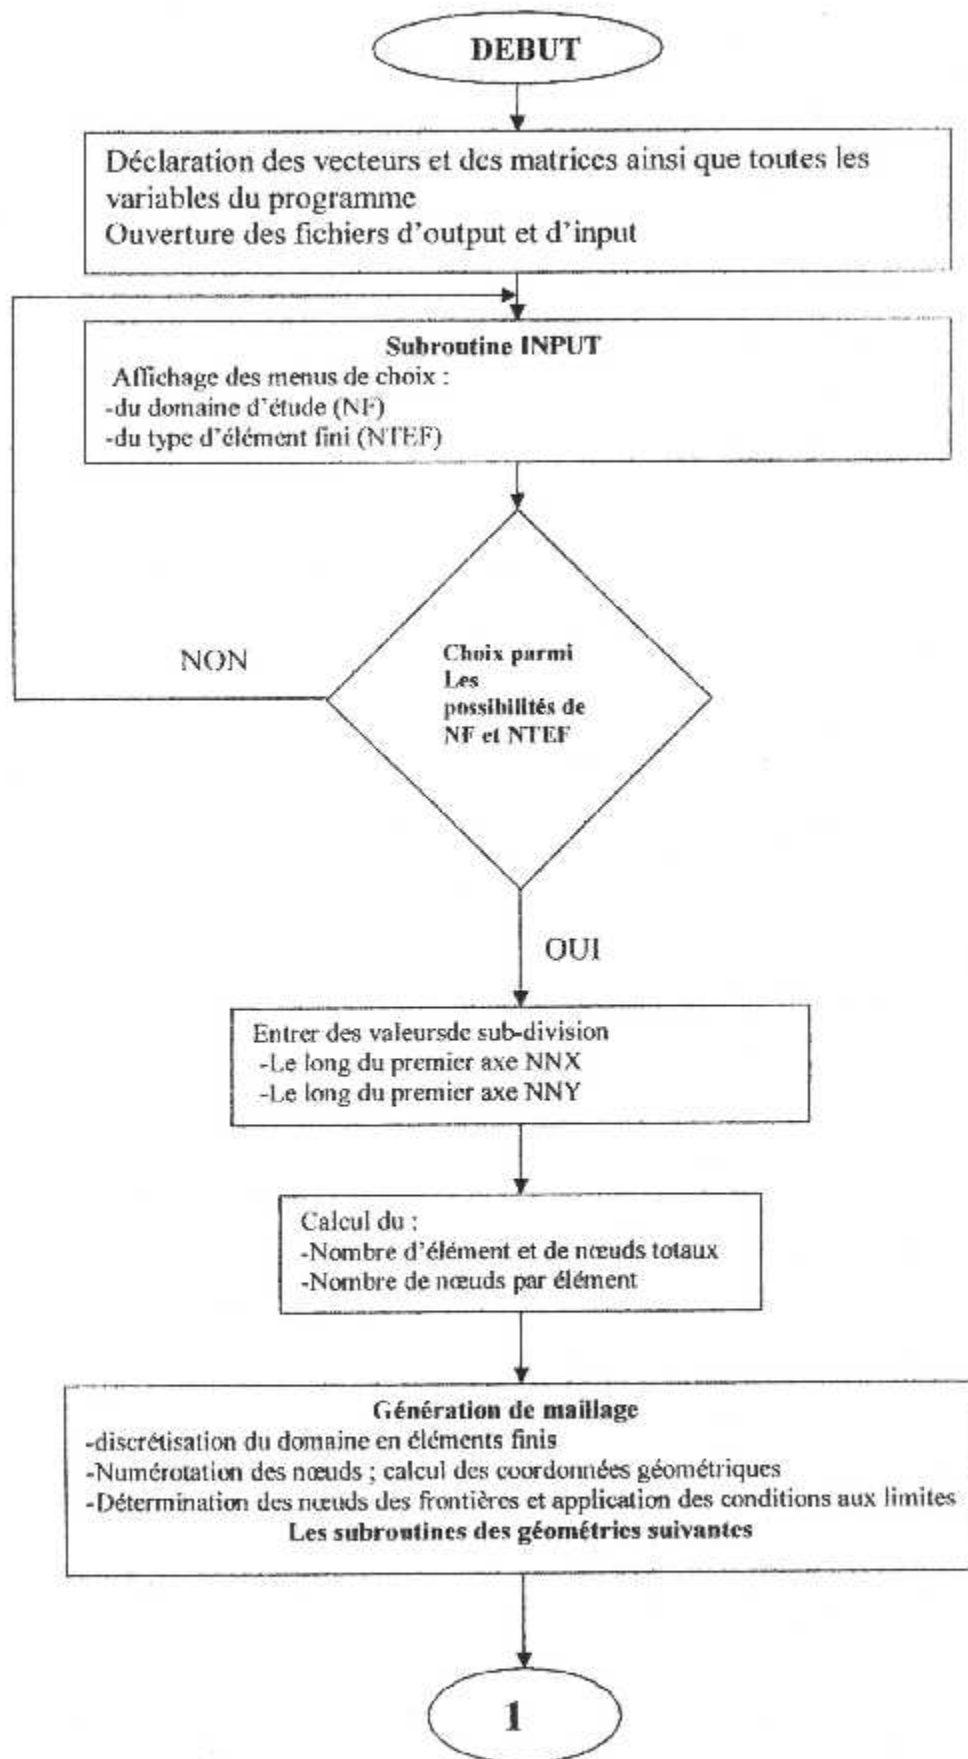 DEBUT
Déclaration des vecteurs et des matrices ainsi que toutes les
variables du programme
Ouverture des fichiers d'output et d'input
Subroutine INPUT
Affichage des menus de choix :
-du domaine d'étude (NF)
-du type d'élément fini (NTEF)
NON
Choix parmi
Les
possibilités de
NF et NTEF
OUI
Entrer des valeursde sub-division
-Le long du premier axe NNX
-Le long du premier axe NNY
Calcul du :
-Nombre d'élément et de nœuds totaux
-Nombre de nœuds par élément
Génération de maillage
-discrétisation du domaine en éléments finis
-Numérotation des nœuds ; calcul des coordonnées géométriques
-Détermination des nœuds des frontières et application des conditions aux limites
Les subroutines des géométries suivantes
1